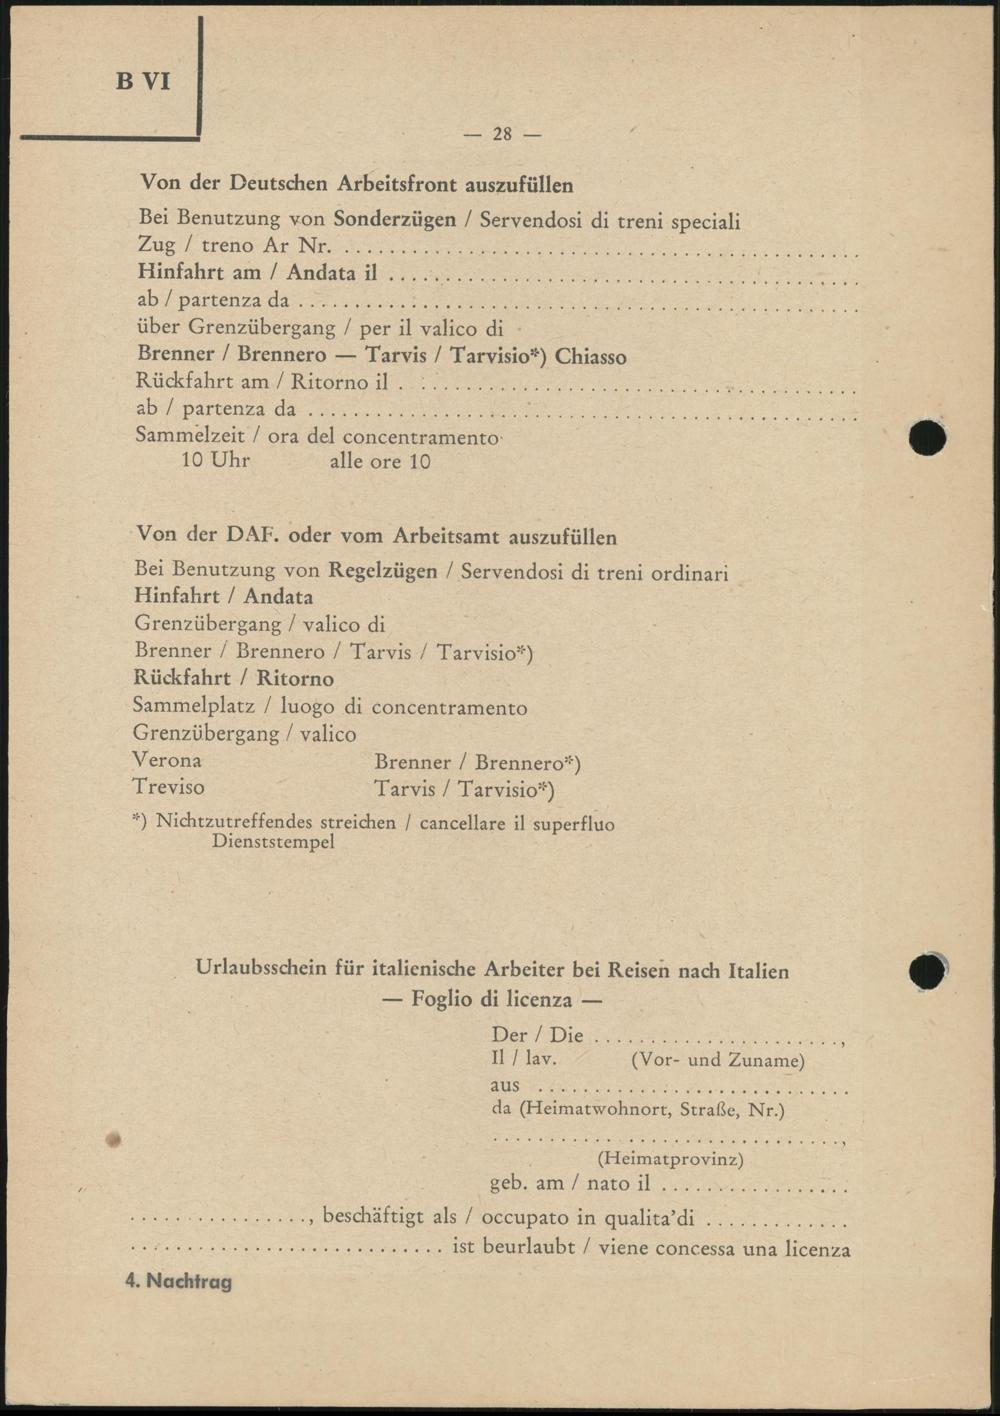 B VI
— 28 —
Von der Deutschen Arbeitsfront auszufüllen
Bei Benutzung von Sonderzügen / Servendosi di treni speciali
Zug / treno Ar Nr. ........................................
Hinfahrt am / Andata il ........................................
ab / partenza da ........................................
über Grenzübergang / per il valico di
Brenner / Brennero — Tarvis / Tarvisio*) Chiasso
Rückfahrt am / Ritorno il ........................................
ab / partenza da ........................................
Sammelzeit / ora del concentramento
10 Uhr alle ore 10
Von der DAF. oder vom Arbeitsamt auszufüllen
Bei Benutzung von Regelzügen / Servendosi di treni ordinari
Hinfahrt / Andata
Grenzübergang / valico di
Brenner / Brennero / Tarvis / Tarvisio*)
Rückfahrt / Ritorno
Sammelplatz / luogo di concentramento
Grenzübergang / valico
Verona Brenner / Brennero*)
Treviso Tarvis / Tarvisio*)
*) Nichtzutreffendes streichen / cancellare il superfluo
Dienststempel
Urlaubsschein für italienische Arbeiter bei Reisen nach Italien
— Foglio di licenza —
Der / Die ......................,
Il / lav. (Vor- und Zuname)
aus ............................
da (Heimatwohnort, Straße, Nr.)
................................,
(Heimatprovinz)
geb. am / nato il .................
................, beschäftigt als / occupato in qualita'di .............
............................ ist beurlaubt / viene concessa una licenza
4. Nachtrag